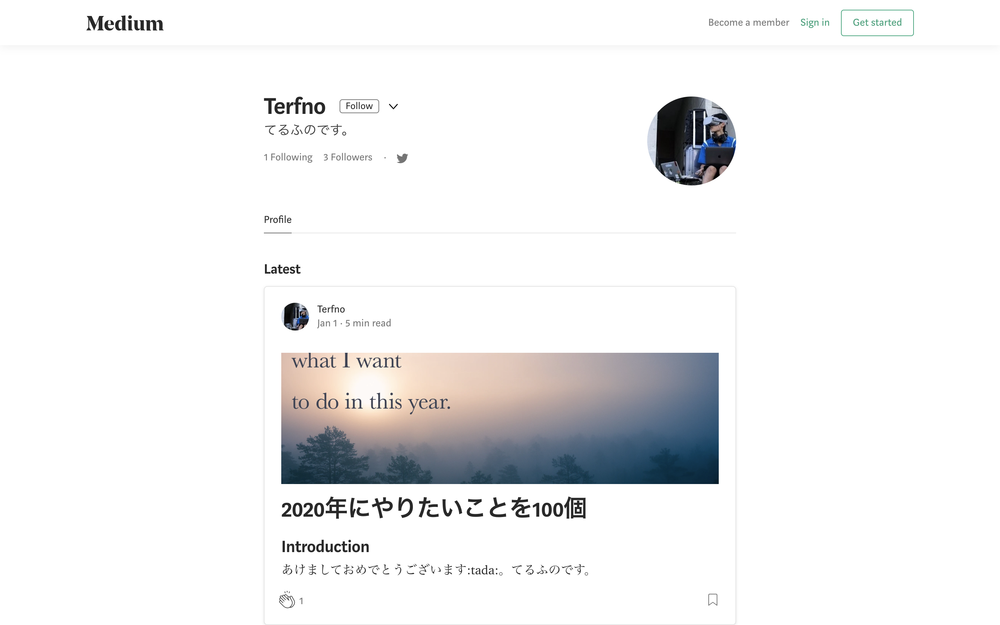 Medium
Become a member Sign in Get started
Terfno Follow
てるふのです。
1 Following 3 Followers ·
Profile
Latest
Terfno
Jan 1 · 5 min read
what I want
to do in this year.
2020年にやりたいことを100個
Introduction
あけましておめでとうございます:tada:。てるふのです。
1